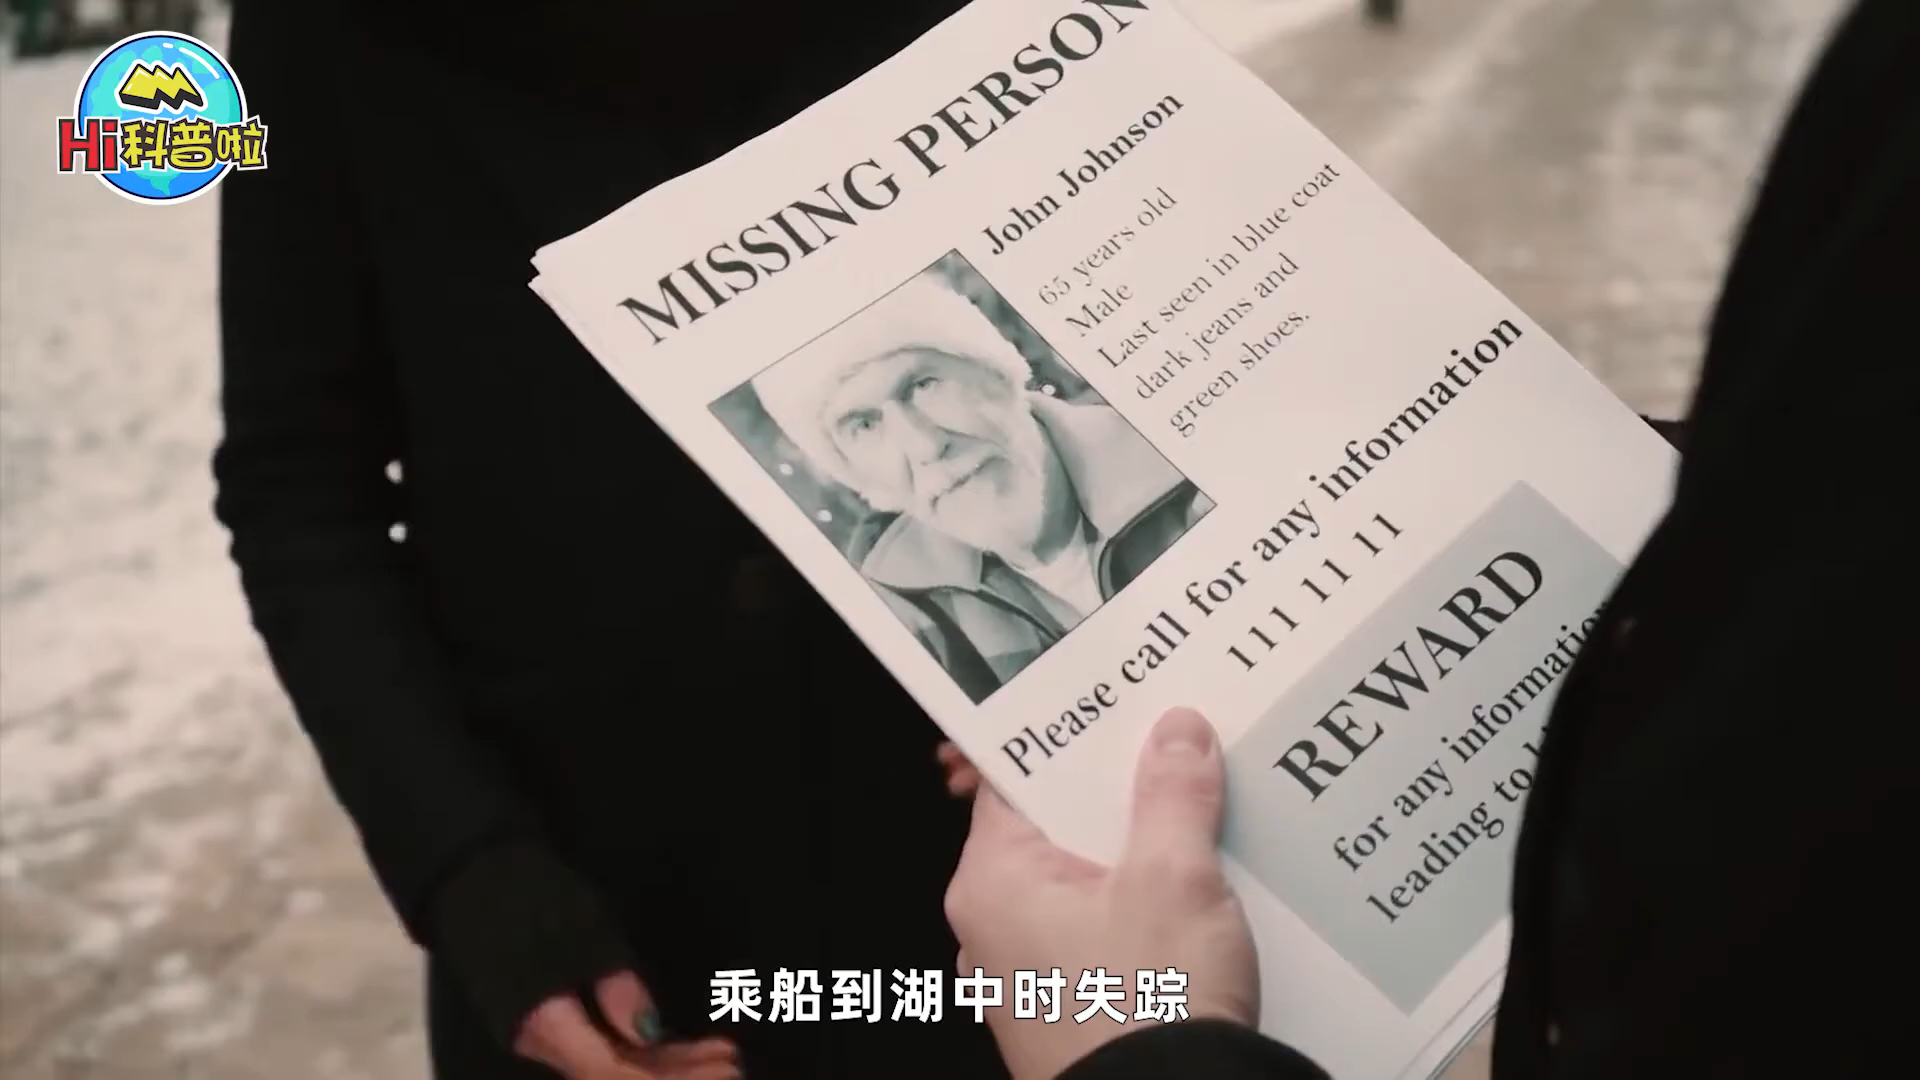 Hi科普啦
MISSING PERSON
John Johnson
65 years old
Male
Last seen in blue coat
dark jeans and
green shoes.
Please call for any information
111 11 11
REWARD
for any information
leading to
乘船到湖中时失踪